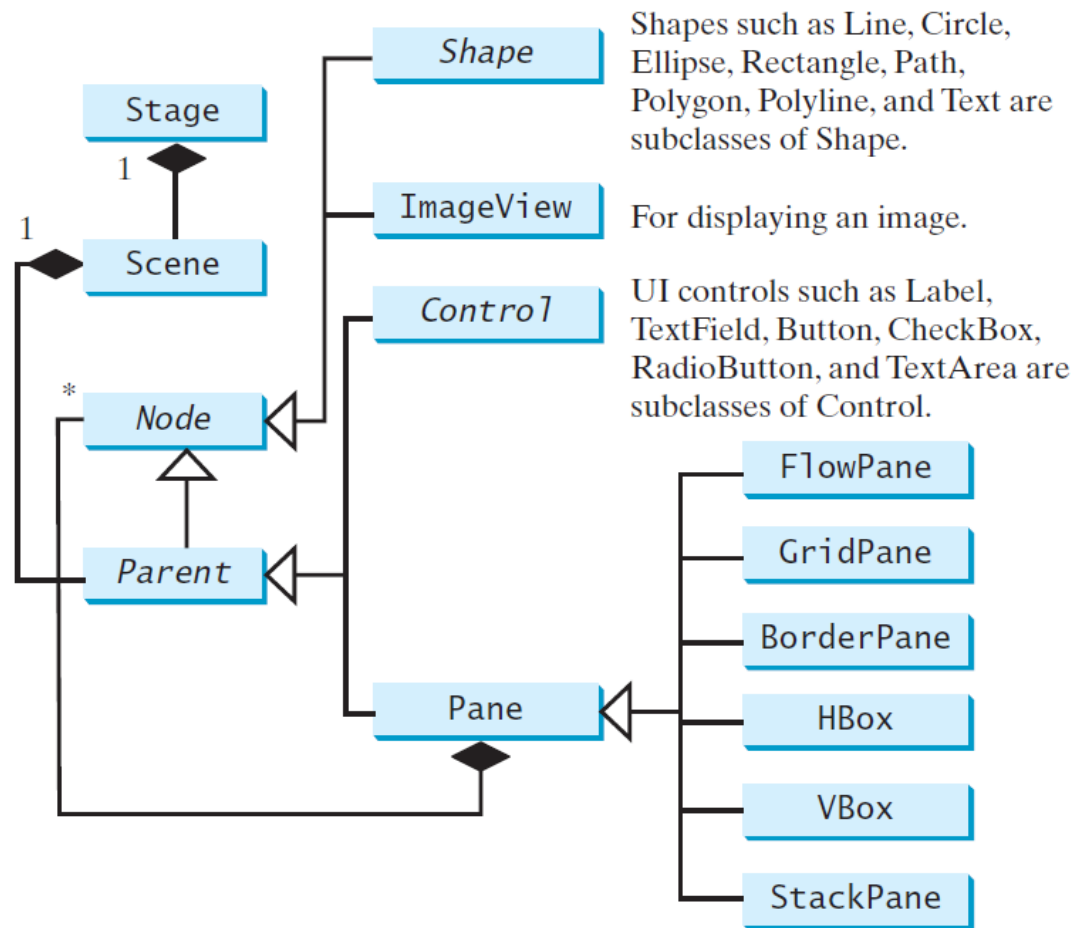 Shape
Shapes such as Line, Circle,
Ellipse, Rectangle, Path,
Polygon, Polyline, and Text are
subclasses of Shape.
Stage
1
ImageView
For displaying an image.
1
Scene
Control
UI controls such as Label,
TextField, Button, CheckBox,
RadioButton, and TextArea are
subclasses of Control.
*
Node
FlowPane
GridPane
Parent
BorderPane
Pane
HBox
VBox
StackPane